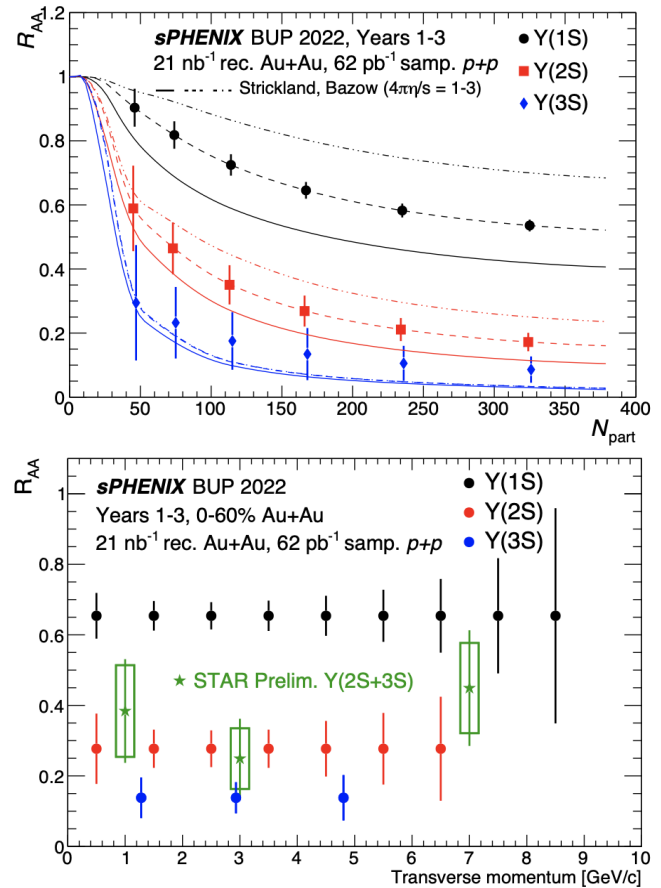 R_AA
1.2
1
0.8
0.6
0.4
0.2
0
sPHENIX BUP 2022, Years 1-3
21 nb⁻¹ rec. Au+Au, 62 pb⁻¹ samp. p+p
Strickland, Bazow (4πη/s = 1-3)
Υ(1S)
Υ(2S)
Υ(3S)
0 50 100 150 200 250 300 350 400
N_part
R_AA
1
0.8
0.6
0.4
0.2
0
sPHENIX BUP 2022
Years 1-3, 0-60% Au+Au
21 nb⁻¹ rec. Au+Au, 62 pb⁻¹ samp. p+p
Υ(1S)
Υ(2S)
Υ(3S)
STAR Prelim. Υ(2S+3S)
0 1 2 3 4 5 6 7 8 9 10
Transverse momentum [GeV/c]